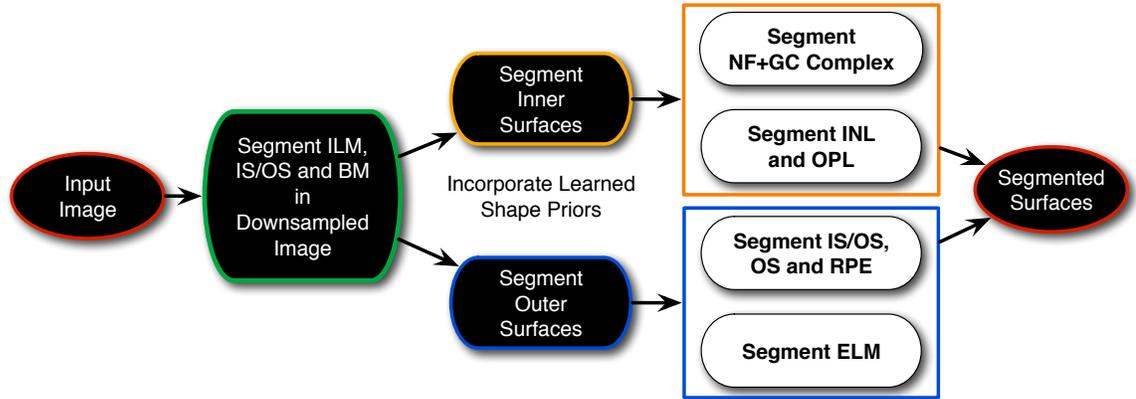 Input
Image
Segment ILM,
IS/OS and BM
in
Downsampled
Image
Segment
Inner
Surfaces
Incorporate Learned
Shape Priors
Segment
Outer
Surfaces
Segment
NF+GC Complex
Segment INL
and OPL
Segment IS/OS,
OS and RPE
Segment ELM
Segmented
Surfaces